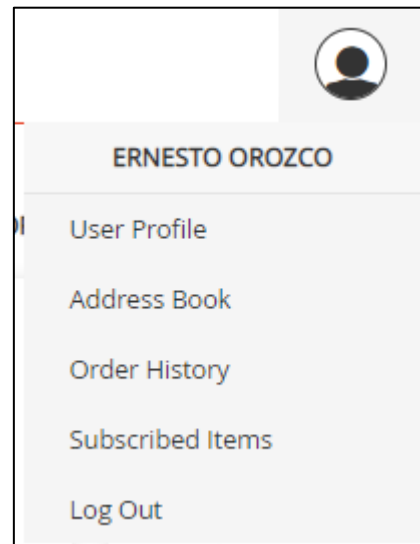 ERNESTO OROZCO
User Profile
Address Book
Order History
Subscribed Items
Log Out